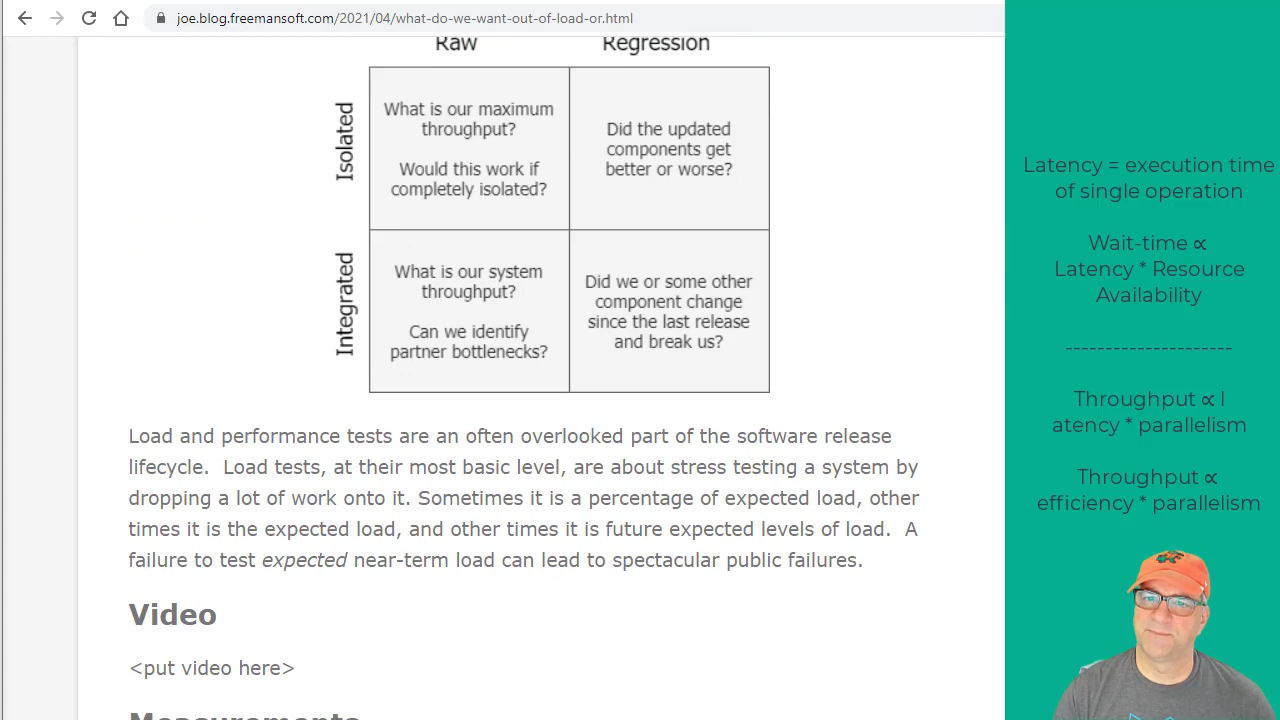 joe.blog.freemansoft.com/2021/04/what-do-we-want-out-of-load-or.html
Raw
Regression
Isolated
What is our maximum
throughput?
Would this work if
completely isolated?
Did the updated
components get
better or worse?
Integrated
What is our system
throughput?
Can we identify
partner bottlenecks?
Did we or some other
component change
since the last release
and break us?
Load and performance tests are an often overlooked part of the software release
lifecycle.  Load tests, at their most basic level, are about stress testing a system by
dropping a lot of work onto it. Sometimes it is a percentage of expected load, other
times it is the expected load, and other times it is future expected levels of load.  A
failure to test expected near-term load can lead to spectacular public failures.
Video
<put video here>
Measurements
Latency = execution time
of single operation
Wait-time ∝
Latency * Resource
Availability
---------------------
Throughput ∝ l
atency * parallelism
Throughput ∝
efficiency * parallelism